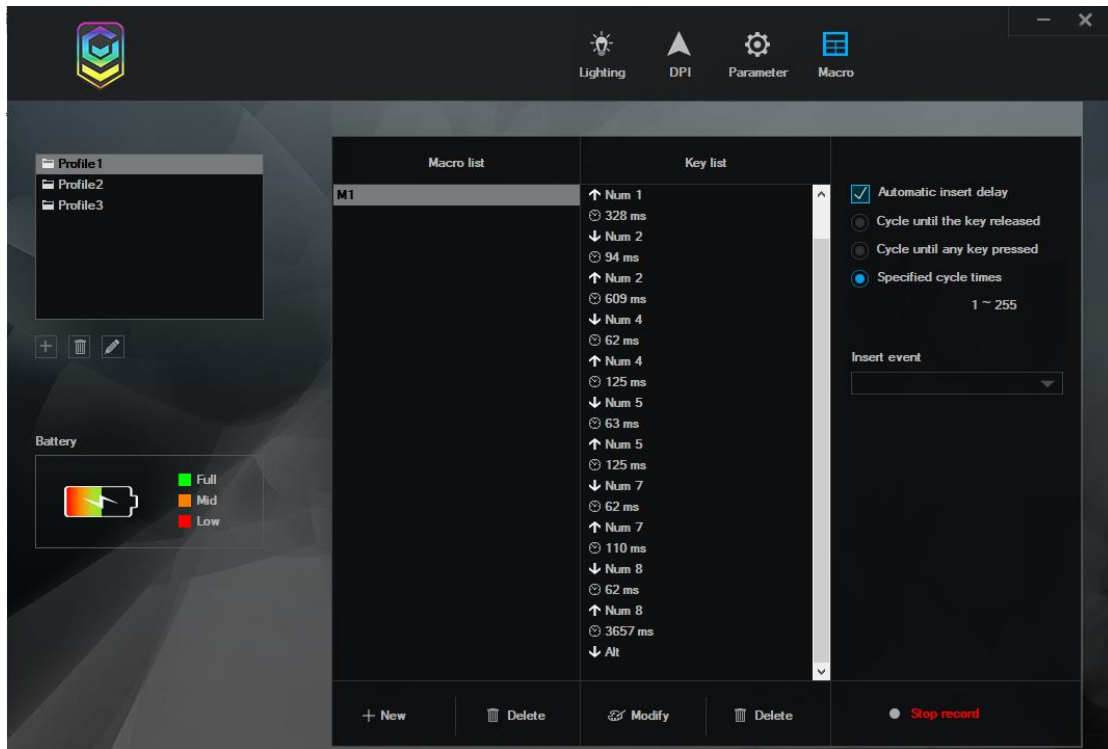 Lighting
DPI
Parameter
Macro
Profile1
Profile2
Profile3
Battery
Full
Mid
Low
Macro list
M1
New
Delete
Key list
Num 1
328 ms
Num 2
94 ms
Num 2
609 ms
Num 4
62 ms
Num 4
125 ms
Num 5
63 ms
Num 5
125 ms
Num 7
62 ms
Num 7
110 ms
Num 8
62 ms
Num 8
3657 ms
Alt
Modify
Delete
Automatic insert delay
Cycle until the key released
Cycle until any key pressed
Specified cycle times
1 ~ 255
Insert event
Stop record